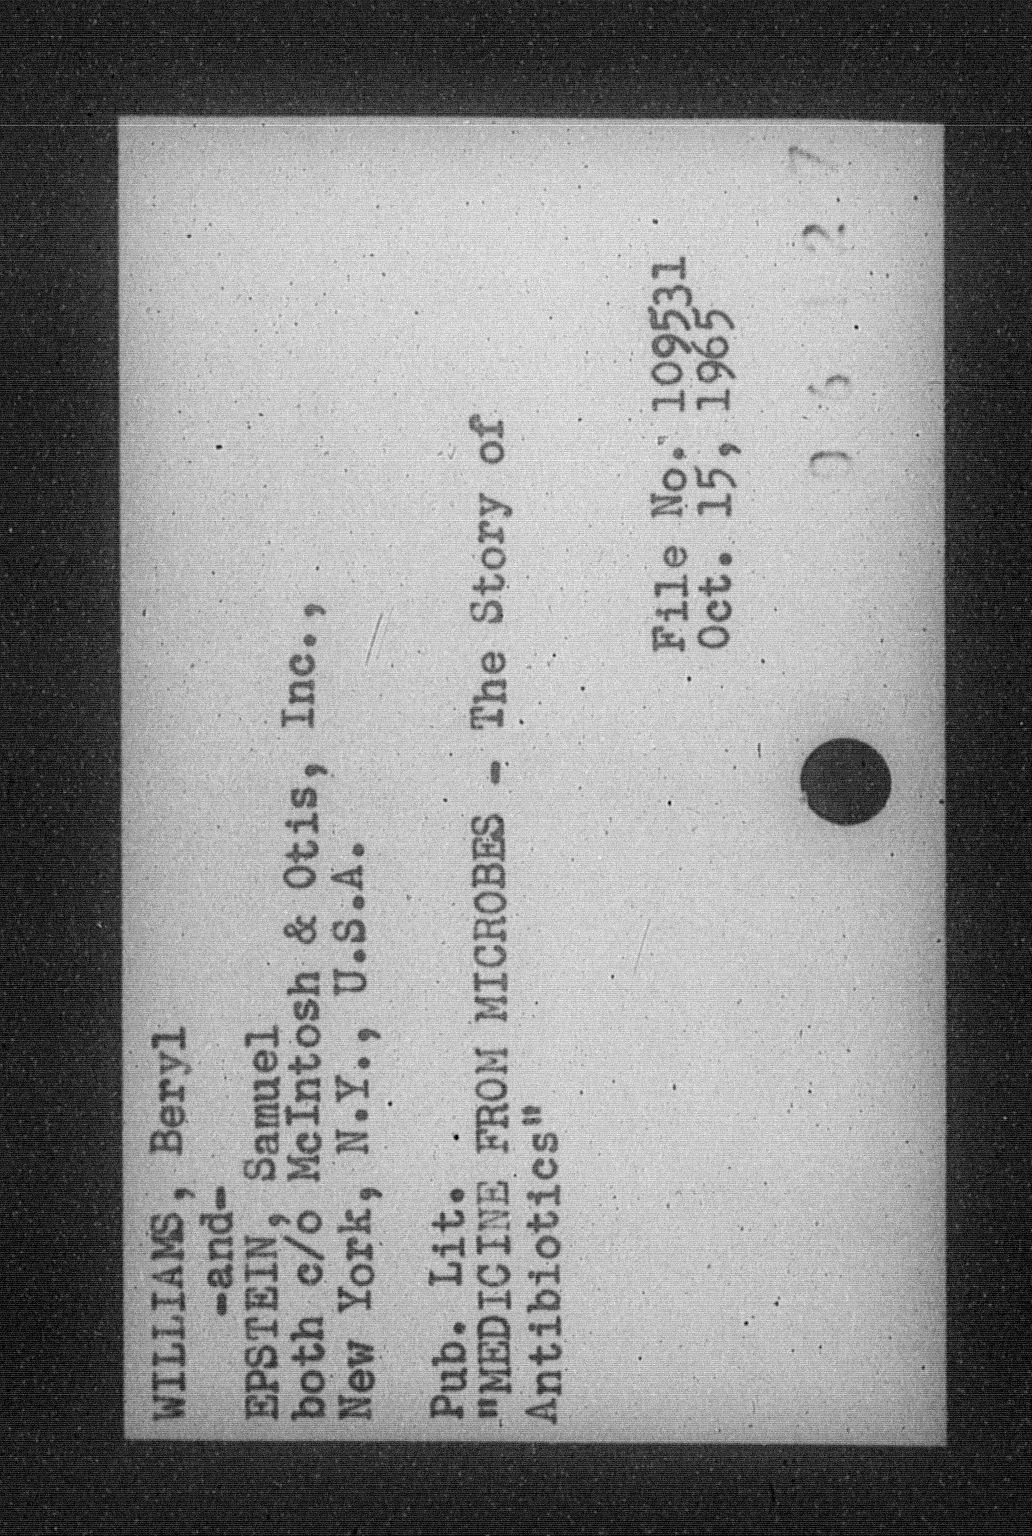 WILLIAMS, Beryl
-and-
EPSTEIN, Samuel
both c/o McIntosh & Otis, Inc.,
New York, N.Y., U.S.A.
Pub. Lit.
"MEDICINE FROM MICROBES - The Story of
Antibiotics"
File No. 109531
Oct. 15, 1965